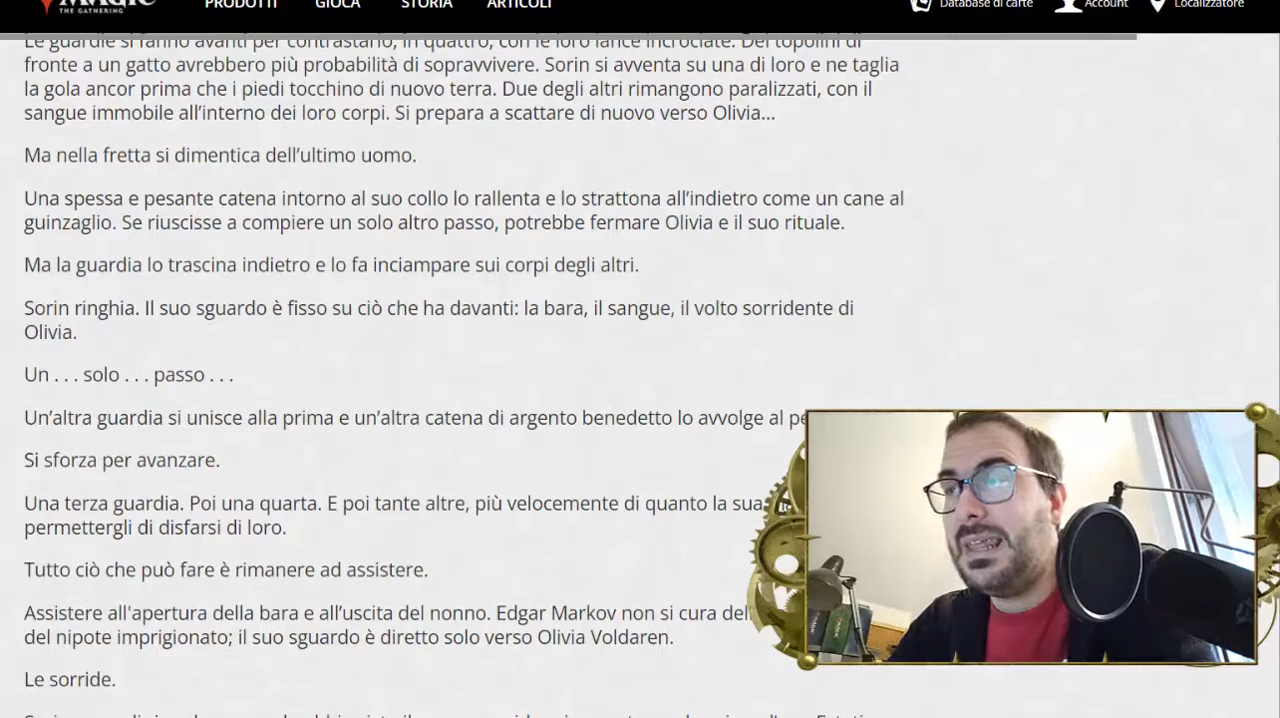 MAGIC
THE GATHERING
PRODOTTI
GIOCA
STORIA
ARTICOLI
Database di carte
Account
Localizzatore
Le guardie si fanno avanti per contrastarlo, in quattro, con le loro lance incrociate. Dei topolini di
fronte a un gatto avrebbero più probabilità di sopravvivere. Sorin si avventa su una di loro e ne taglia
la gola ancor prima che i piedi tocchino di nuovo terra. Due degli altri rimangono paralizzati, con il
sangue immobile all’interno dei loro corpi. Si prepara a scattare di nuovo verso Olivia...
Ma nella fretta si dimentica dell’ultimo uomo.
Una spessa e pesante catena intorno al suo collo lo rallenta e lo strattona all’indietro come un cane al
guinzaglio. Se riuscisse a compiere un solo altro passo, potrebbe fermare Olivia e il suo rituale.
Ma la guardia lo trascina indietro e lo fa inciampare sui corpi degli altri.
Sorin ringhia. Il suo sguardo è fisso su ciò che ha davanti: la bara, il sangue, il volto sorridente di
Olivia.
Un . . . solo . . . passo . . .
Un’altra guardia si unisce alla prima e un’altra catena di argento benedetto lo avvolge al pe
Si sforza per avanzare.
Una terza guardia. Poi una quarta. E poi tante altre, più velocemente di quanto la sua
permettergli di disfarsi di loro.
Tutto ciò che può fare è rimanere ad assistere.
Assistere all'apertura della bara e all’uscita del nonno. Edgar Markov non si cura del
del nipote imprigionato; il suo sguardo è diretto solo verso Olivia Voldaren.
Le sorride.